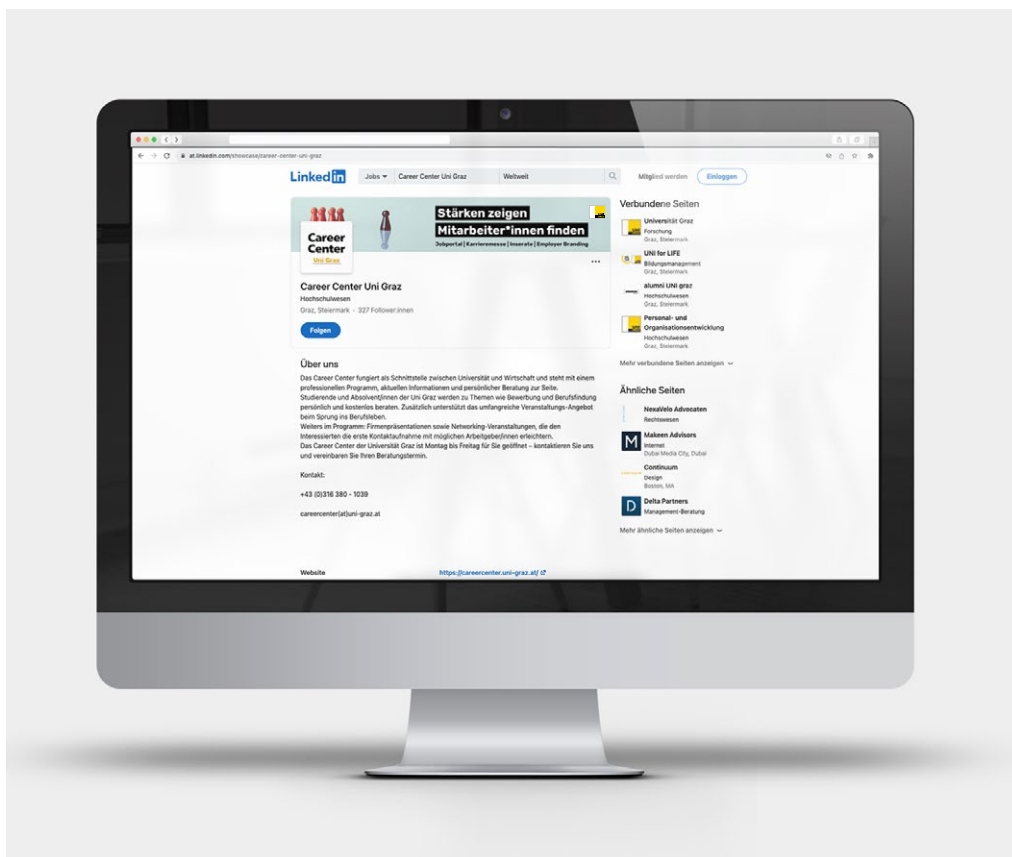 at.linkedin.com/showcase/career-center-uni-graz
Linkedin
Jobs
Career Center Uni Graz
Weltweit
Mitglied werden
Einloggen
Career
Center
Uni Graz
Stärken zeigen
Mitarbeiter*innen finden
Jobportal | Karrieremesse | Inserate | Employer Branding
Career Center Uni Graz
Hochschulwesen
Graz, Steiermark · 327 Follower:innen
Folgen
Über uns
Das Career Center fungiert als Schnittstelle zwischen Universität und Wirtschaft und steht mit einem
professionellen Programm, aktuellen Informationen und persönlicher Beratung zur Seite.
Studierende und Absolvent/innen der Uni Graz werden zu Themen wie Bewerbung und Berufsfindung
persönlich und kostenlos beraten. Zusätzlich unterstützt das umfangreiche Veranstaltungs-Angebot
beim Sprung ins Berufsleben.
Weiters im Programm: Firmenpräsentationen sowie Networking-Veranstaltungen, die den
Interessierten die erste Kontaktaufnahme mit möglichen Arbeitgeber/innen erleichtern.
Das Career Center der Universität Graz ist Montag bis Freitag für Sie geöffnet – kontaktieren Sie uns
und vereinbaren Sie Ihren Beratungstermin.
Kontakt:
+43 (0)316 380 - 1039
careercenter(at)uni-graz.at
Website
https://careercenter.uni-graz.at/
Verbundene Seiten
Universität Graz
Forschung
Graz, Steiermark
UNI for LIFE
Bildungsmanagement
Graz, Steiermark
alumni UNI graz
Hochschulwesen
Graz, Steiermark
Personal- und
Organisationsentwicklung
Hochschulwesen
Graz, Steiermark
Mehr verbundene Seiten anzeigen
Ähnliche Seiten
NexaVelo Advocaten
Rechtswesen
M
Makeen Advisors
Internet
Dubai Media City, Dubai
Continuum
Design
Boston, MA
D
Delta Partners
Management-Beratung
Mehr ähnliche Seiten anzeigen